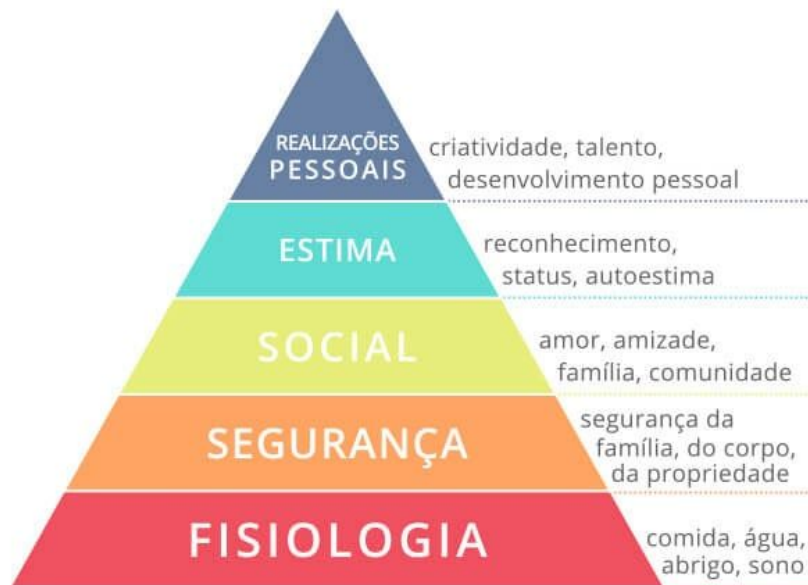 REALIZAÇÕES
PESSOAIS
criatividade, talento,
desenvolvimento pessoal
ESTIMA
reconhecimento,
status, autoestima
SOCIAL
amor, amizade,
família, comunidade
SEGURANÇA
segurança da
família, do corpo,
da propriedade
FISIOLOGIA
comida, água,
abrigo, sono